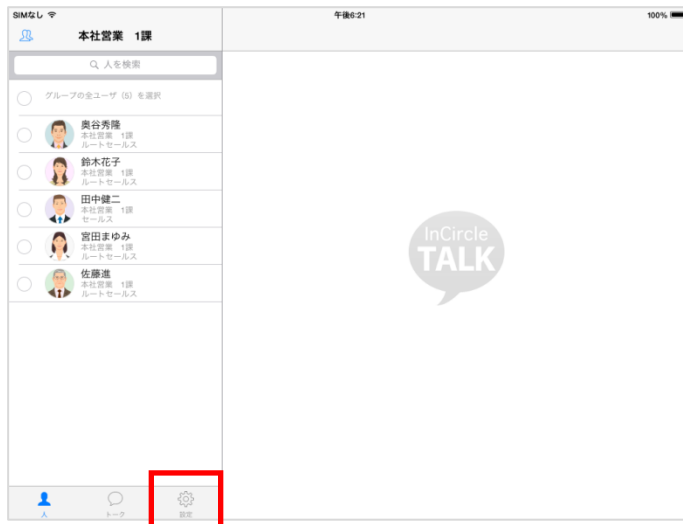 SIMなし 午後6:21 100%
本社営業 1課
人を検索
グループの全ユーザ（5）を選択
奥谷秀隆
本社営業 1課
ルートセールス
鈴木花子
本社営業 1課
ルートセールス
田中健二
本社営業 1課
セールス
宮田まゆみ
本社営業 1課
ルートセールス
佐藤進
本社営業 1課
ルートセールス
InCircle
TALK
人 トーク 設定